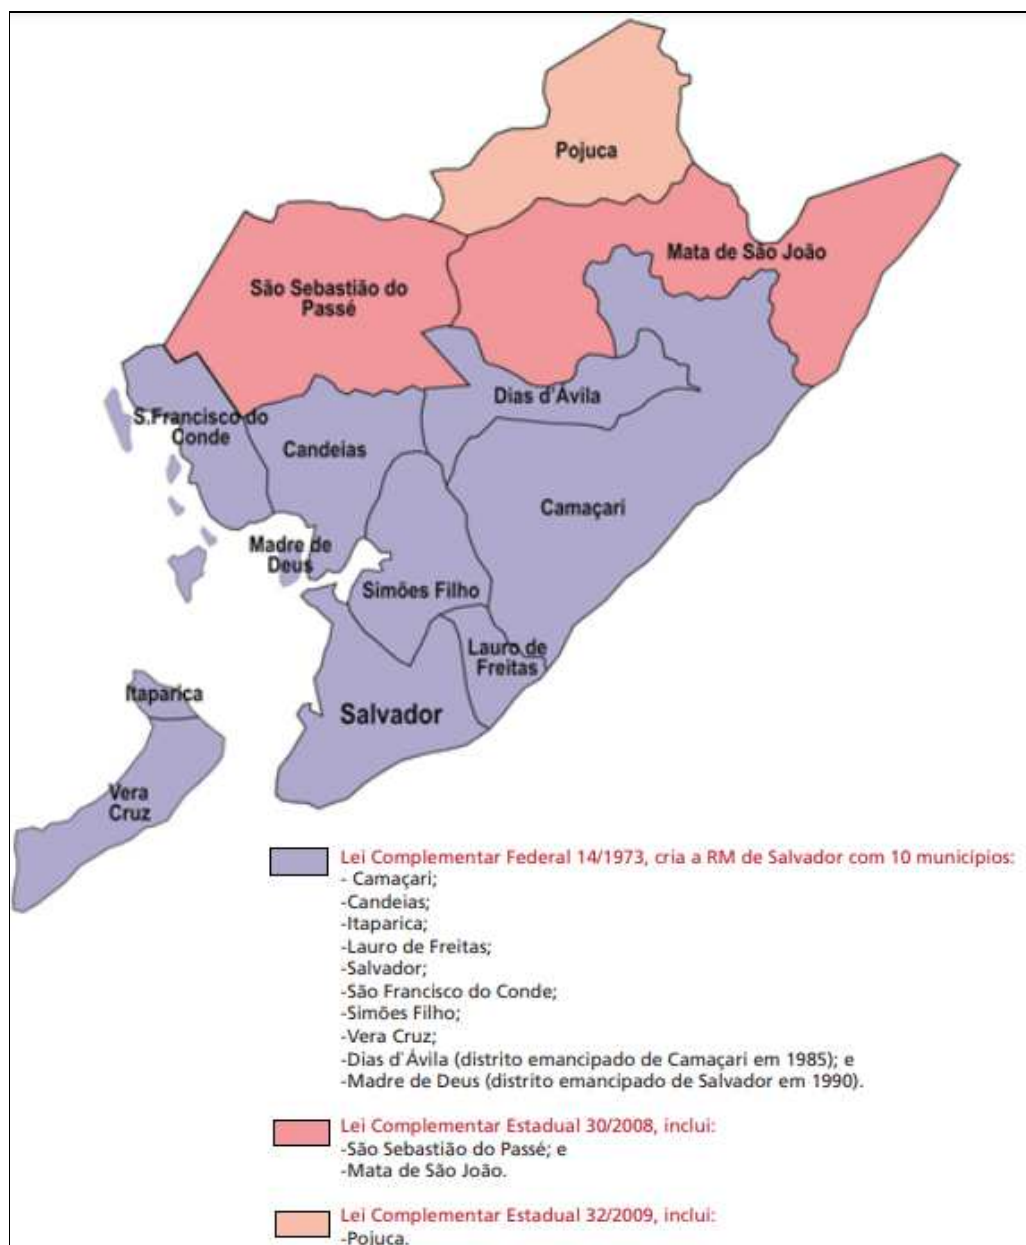 Pojuca
Mata de São João
São Sebastião do
Passé
Dias d'Ávila
S.Francisco do
Conde
Candeias
Camaçari
Madre de
Deus
Simões Filho
Lauro de
Freitas
Itaparica
Salvador
Vera
Cruz
Lei Complementar Federal 14/1973, cria a RM de Salvador com 10 municípios:
- Camaçari;
-Candeias;
-Itaparica;
-Lauro de Freitas;
-Salvador;
-São Francisco do Conde;
-Simões Filho;
-Vera Cruz;
-Dias d'Ávila (distrito emancipado de Camaçari em 1985); e
-Madre de Deus (distrito emancipado de Salvador em 1990).
Lei Complementar Estadual 30/2008, inclui:
-São Sebastião do Passé; e
-Mata de São João.
Lei Complementar Estadual 32/2009, inclui:
-Pojuca.